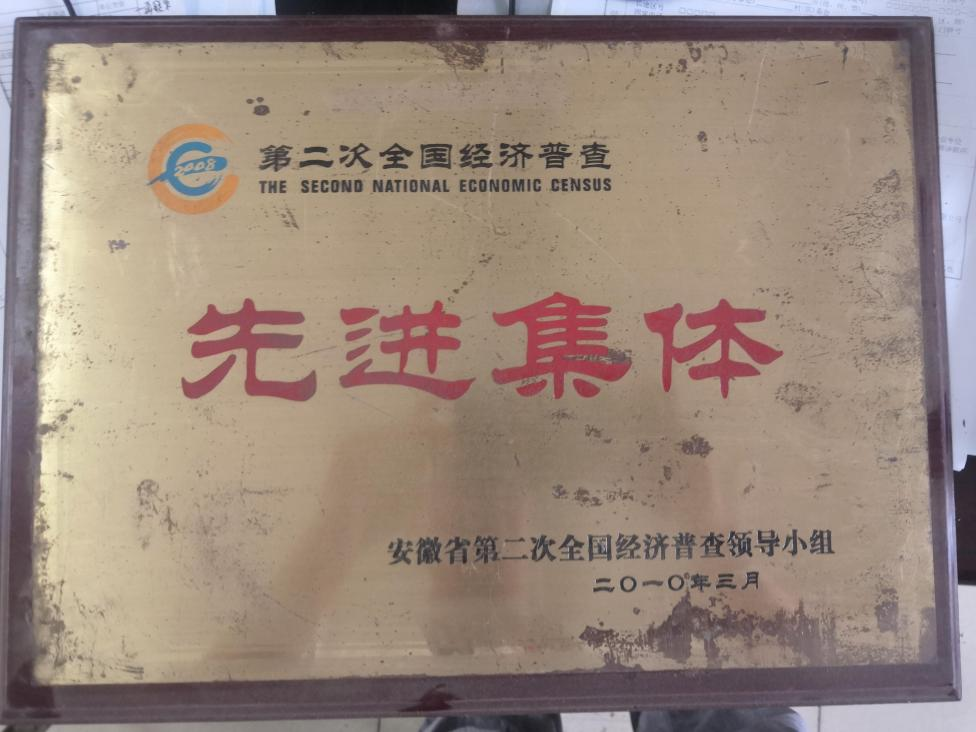 2008
第二次全国经济普查
THE SECOND NATIONAL ECONOMIC CENSUS
先进集体
安徽省第二次全国经济普查领导小组
二〇一〇年三月